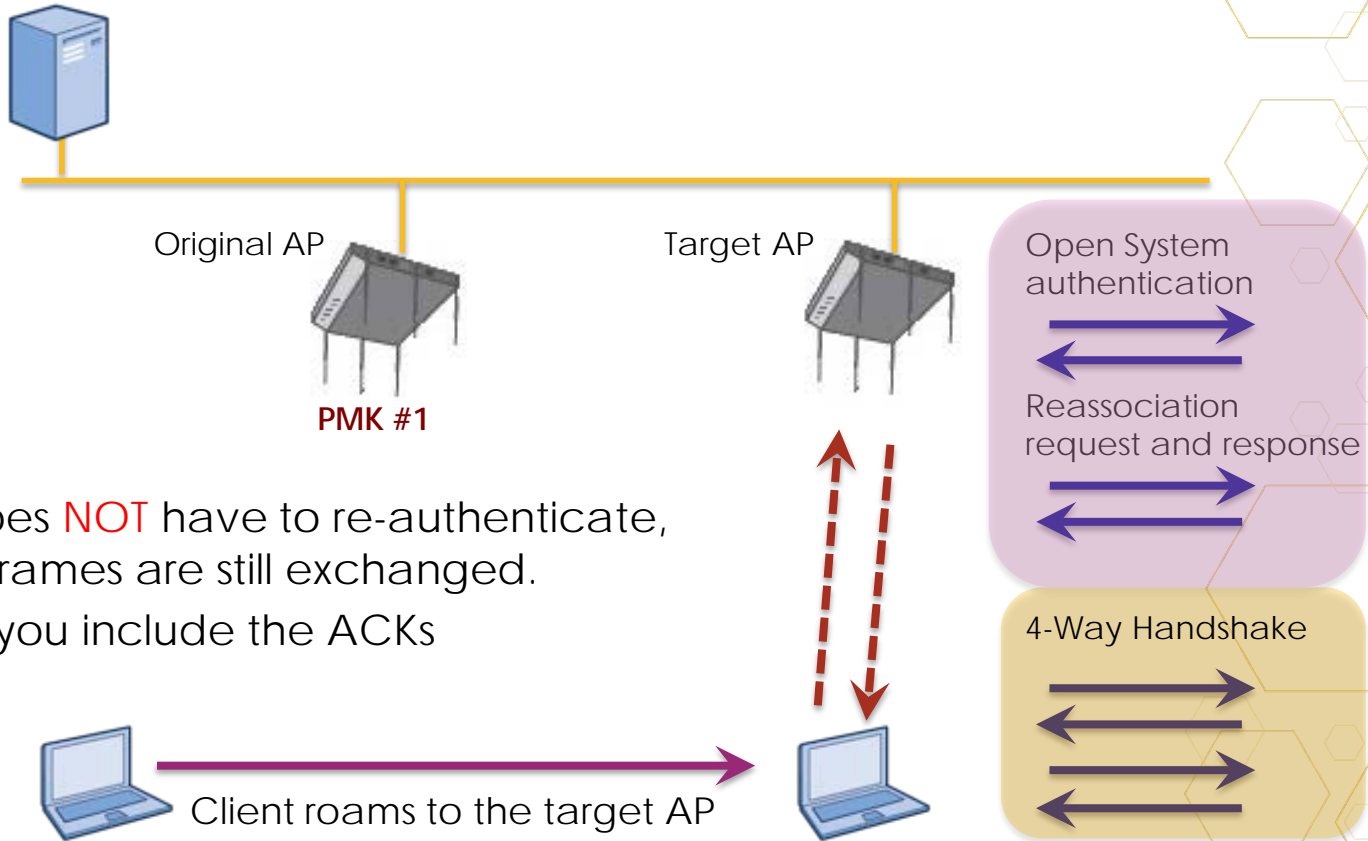 Original AP
Target AP
PMK #1
Open System
authentication
Reassociation
request and response
NOT have to re-authenticate,
rames are still exchanged.
you include the ACKs
4-Way Handshake
Client roams to the target AP